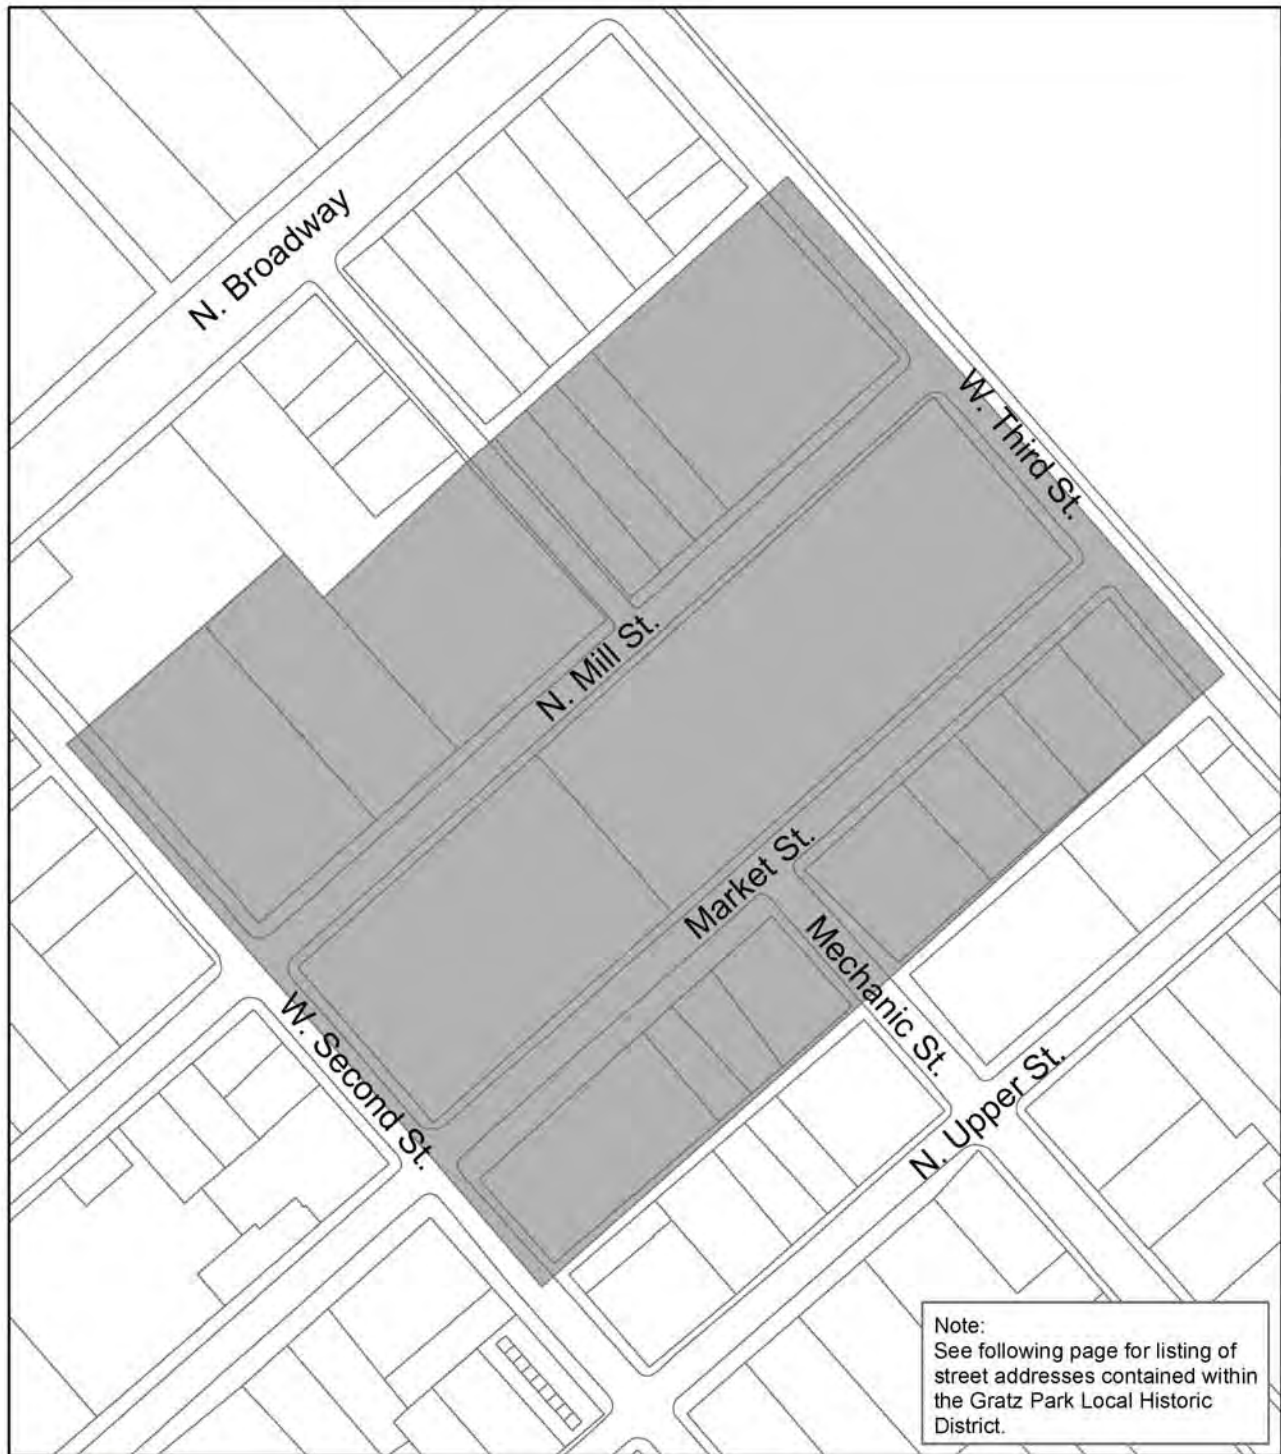 N. Broadway
W. Third St.
N. Mill St.
Market St.
Mechanic St.
W. Second St.
N. Upper St.
Note:
See following page for listing of
street addresses contained within
the Gratz Park Local Historic
District.